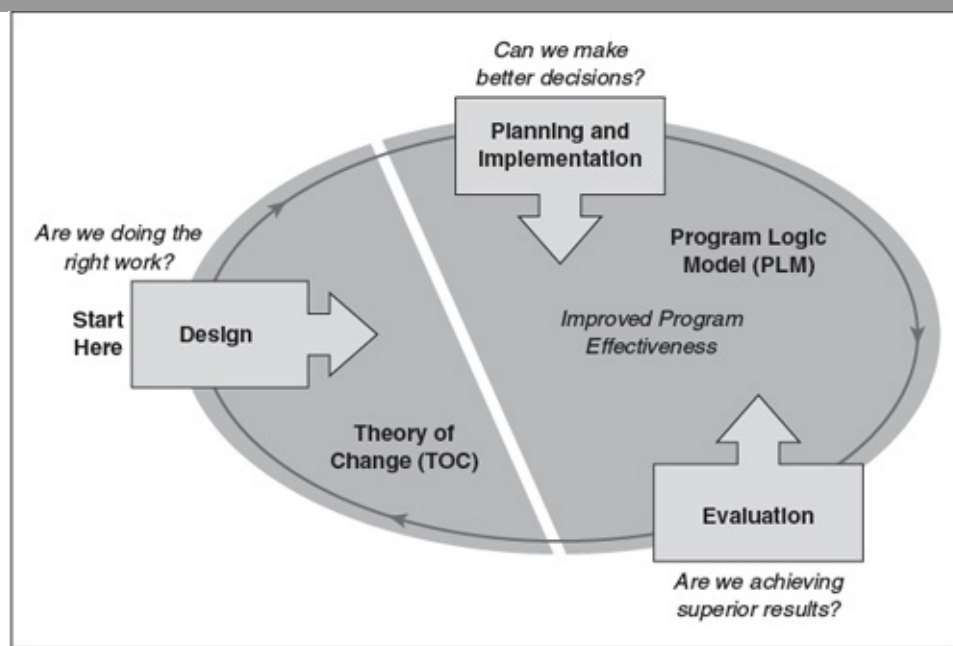 Can we make
better decisions?
Planning and
Implementation
Are we doing the
right work?
Program Logic
Model (PLM)
Start
Here
Design
Improved Program
Effectiveness
Theory of
Change (TOC)
Evaluation
Are we achieving
superior results?